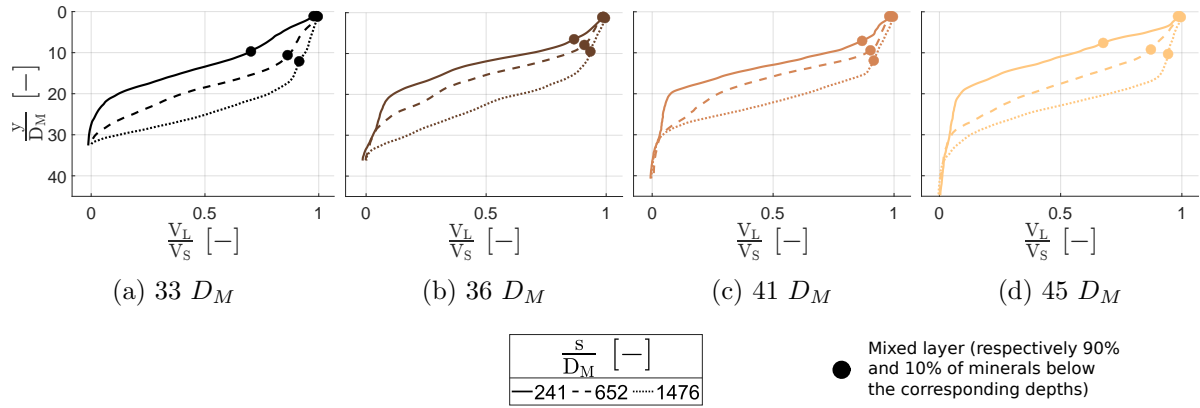 0
10
20
30
40
y/D_M [–]
0 0.5 1
0 0.5 1
0 0.5 1
0 0.5 1
V_L/V_S [–] V_L/V_S [–] V_L/V_S [–] V_L/V_S [–]
(a) 33 D_M (b) 36 D_M (c) 41 D_M (d) 45 D_M
s/D_M [–]
241 652 1476
Mixed layer (respectively 90%
and 10% of minerals below
the corresponding depths)